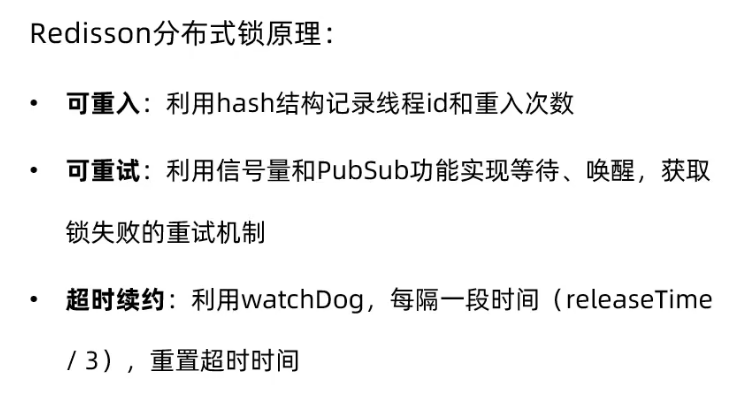 Redisson分布式锁原理：
• 可重入：利用hash结构记录线程id和重入次数
• 可重试：利用信号量和PubSub功能实现等待、唤醒，获取
锁失败的重试机制
• 超时续约：利用watchDog，每隔一段时间（releaseTime
/ 3），重置超时时间